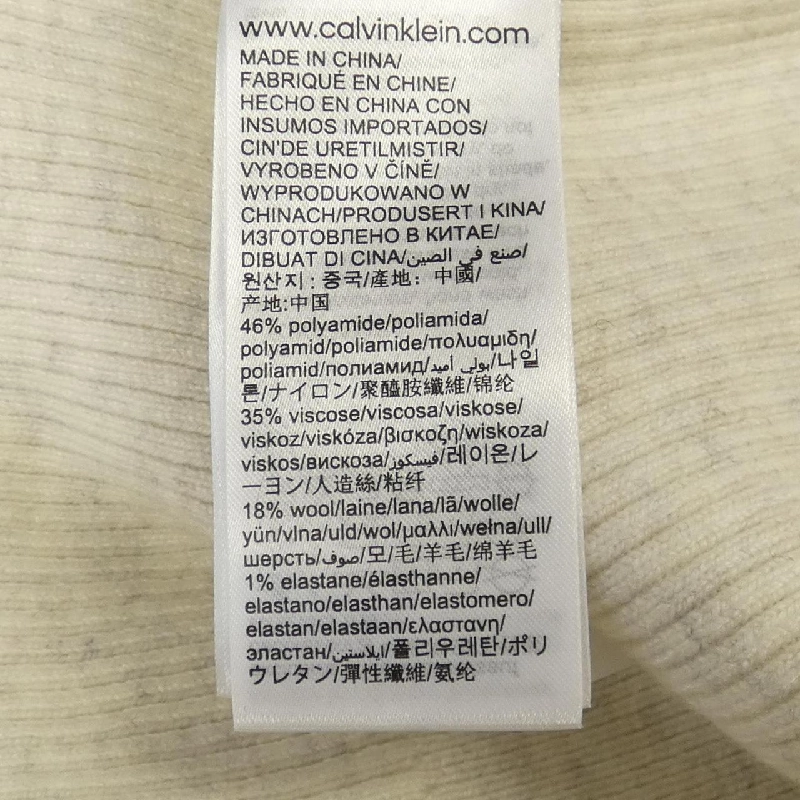 www.calvinklein.com
MADE IN CHINA/
FABRIQUÉ EN CHINE/
HECHO EN CHINA CON
INSUMOS IMPORTADOS/
CIN'DE URETILMISTIR/
VYROBENO V ČÍNĚ/
WYPRODUKOWANO W
CHINACH/PRODUSERT I KINA/
ИЗГОТОВЛЕНО В КИТАЕ/
DIBUAT DI CINA/صنع في الصين/
원산지 : 중국/產地： 中國/
产地:中国
46% polyamide/poliamida/
polyamid/poliamide/πολυαμιδη/
poliamid/полиамид/بولي أميد/나일
론/ナイロン/聚醯胺纖維/锦纶
35% viscose/viscosa/viskose/
viskoz/viskóza/βισκοζη/wiskoza/
viskos/вискоза/فيسكوز/레이온/レ
ーヨン/人造絲/粘纤
18% wool/laine/lana/lã/wolle/
yün/vlna/uld/wol/μαλλι/wełna/ull/
шерсть/صوف/모/毛/羊毛/绵羊毛
1% elastane/élasthanne/
elastano/elasthan/elastomero/
elastan/elastaan/ελαστανη/
эластан/ايلاستين/폴리우레탄/ポリ
ウレタン/彈性纖維/氨纶